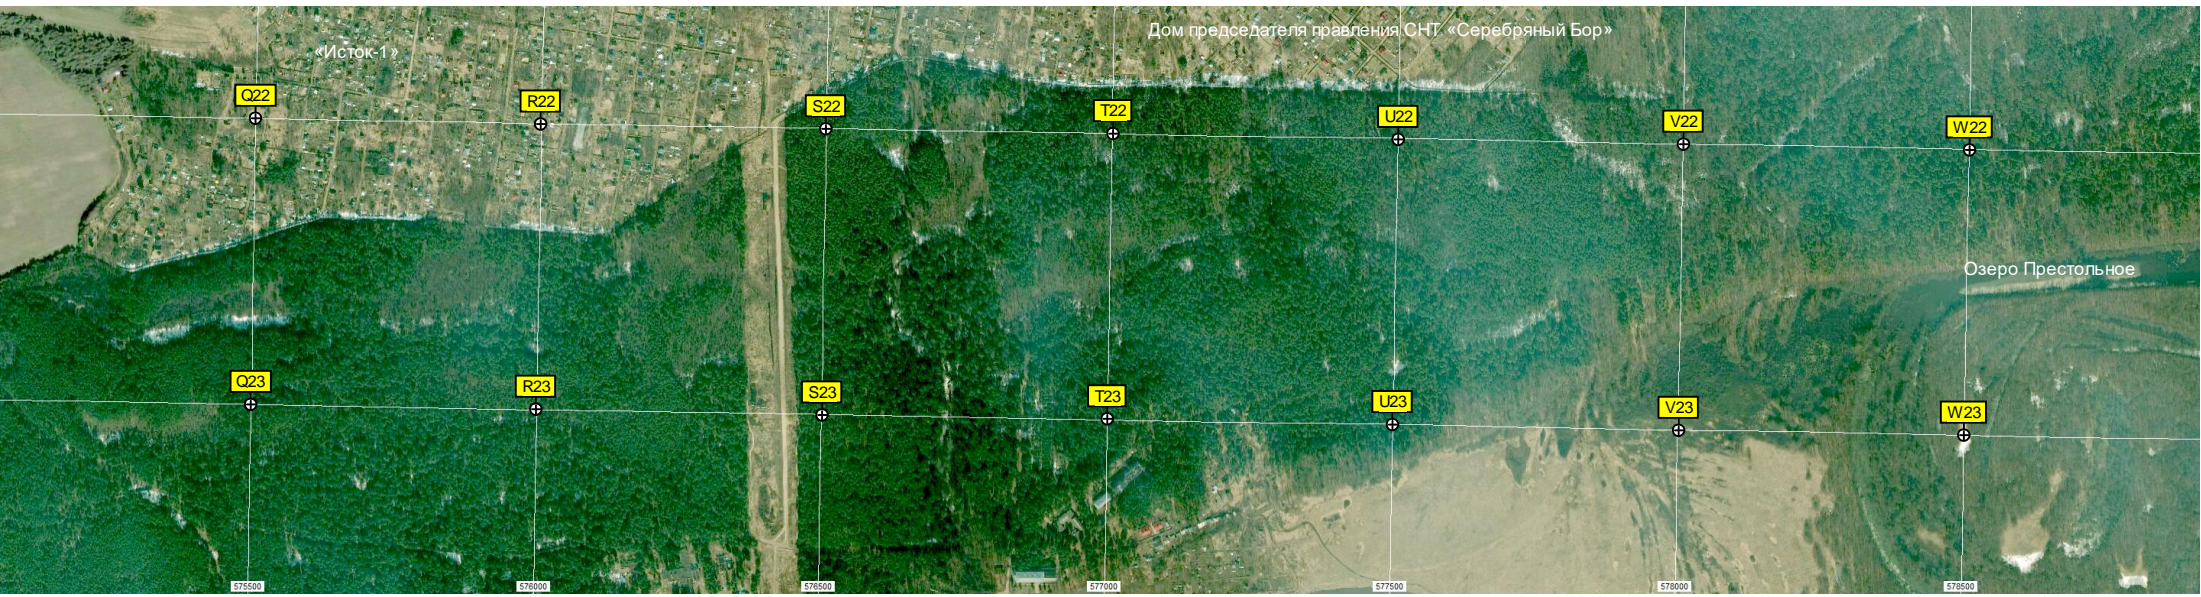 Дом председателя правления СНТ «Серебряный Бор»
«Исток-1»
Q22
R22
S22
T22
U22
V22
W22
Озеро Престольное
Q23
R23
S23
T23
U23
V23
W23
575500
576000
576500
577000
577500
578000
578500